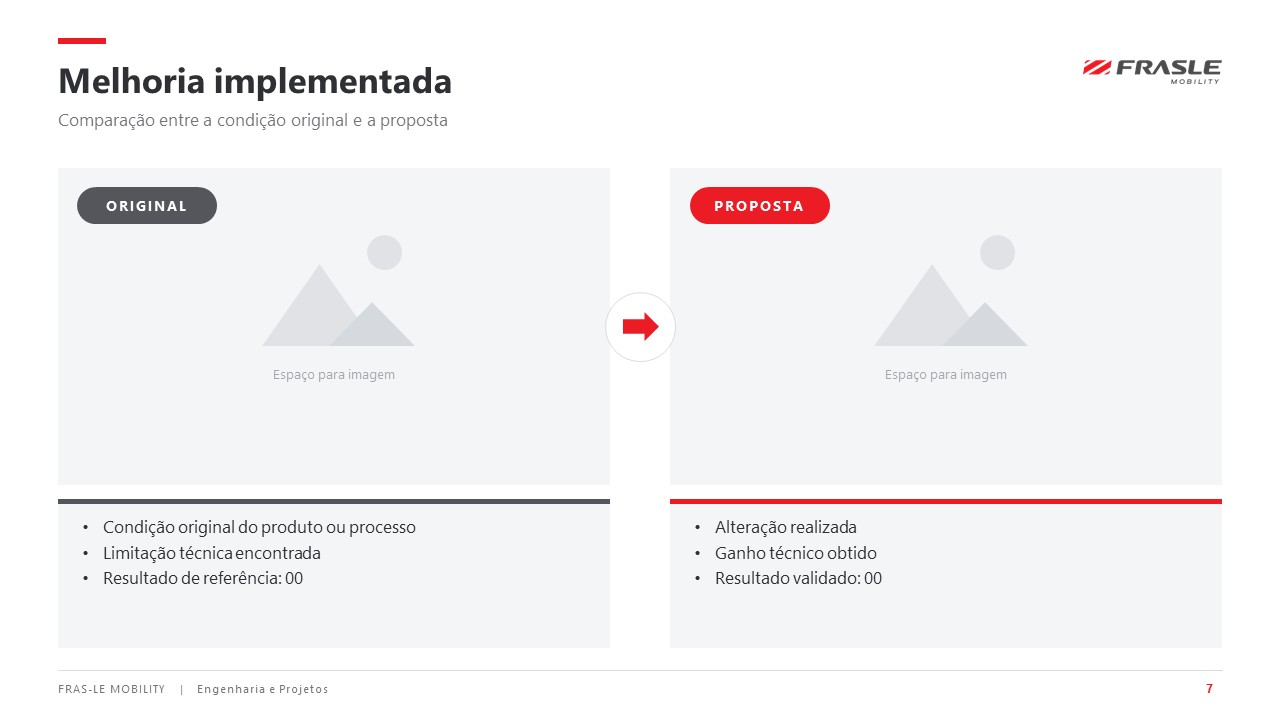 Melhoria implementada
Comparação entre a condição original e a proposta
FRASLE
MOBILITY
ORIGINAL
Espaço para imagem
PROPOSTA
Espaço para imagem
• Condição original do produto ou processo
• Limitação técnica encontrada
• Resultado de referência: 00
• Alteração realizada
• Ganho técnico obtido
• Resultado validado: 00
FRAS-LE MOBILITY | Engenharia e Projetos
7